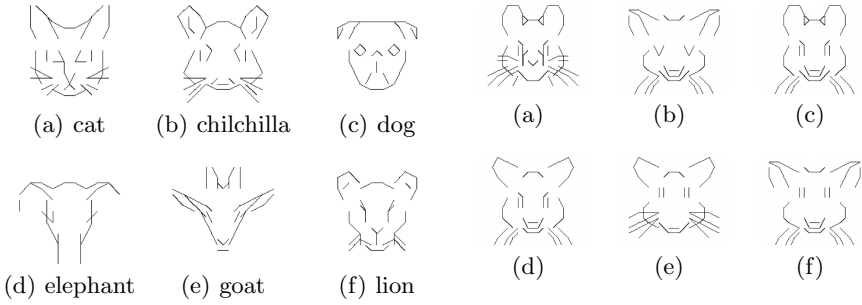 (a) cat (b) chilchilla (c) dog
(a) (b) (c)
(d) elephant (e) goat (f) lion
(d) (e) (f)